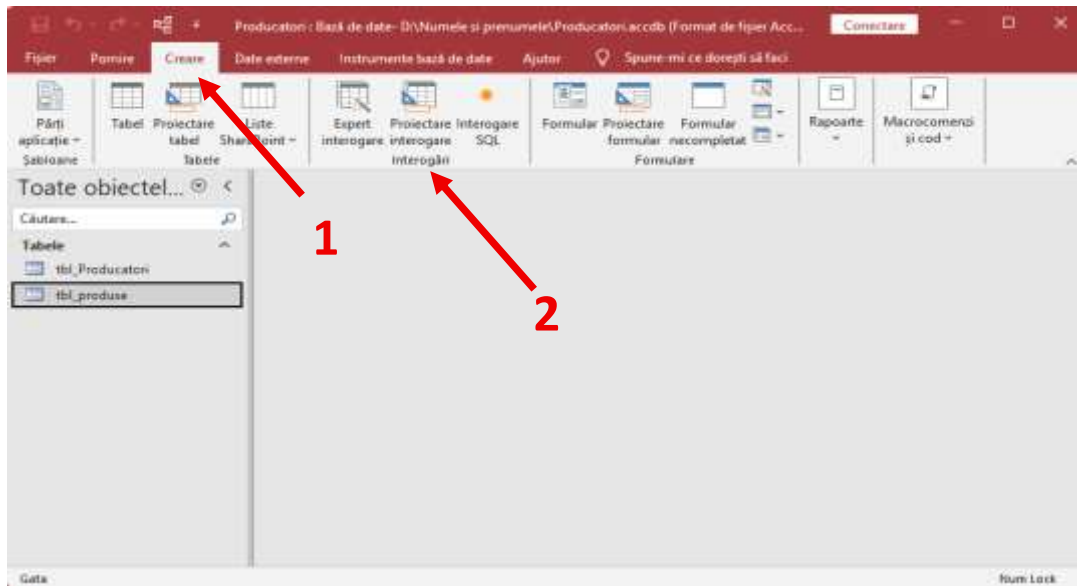 Producatori : Bază de date- D:\Numele si prenumele\Producatori.accdb (Format de fișier Acc...
Conectare
Fișier Pornire Creare Date externe Instrumente bază de date Ajutor Spune-mi ce dorești să faci
Părți aplicație
Tabel
Proiectare tabel
Liste SharePoint
Expert interogare
Proiectare interogare
Interogare SQL
Formular
Proiectare formular
Formular necompletat
Rapoarte
Macrocomenzi și cod
Șabloane Tabele Interogări Formulare
Toate obiectel...
Căutare...
Tabele
tbl_Producatori
tbl_produse
1
2
Gata
Num Lock